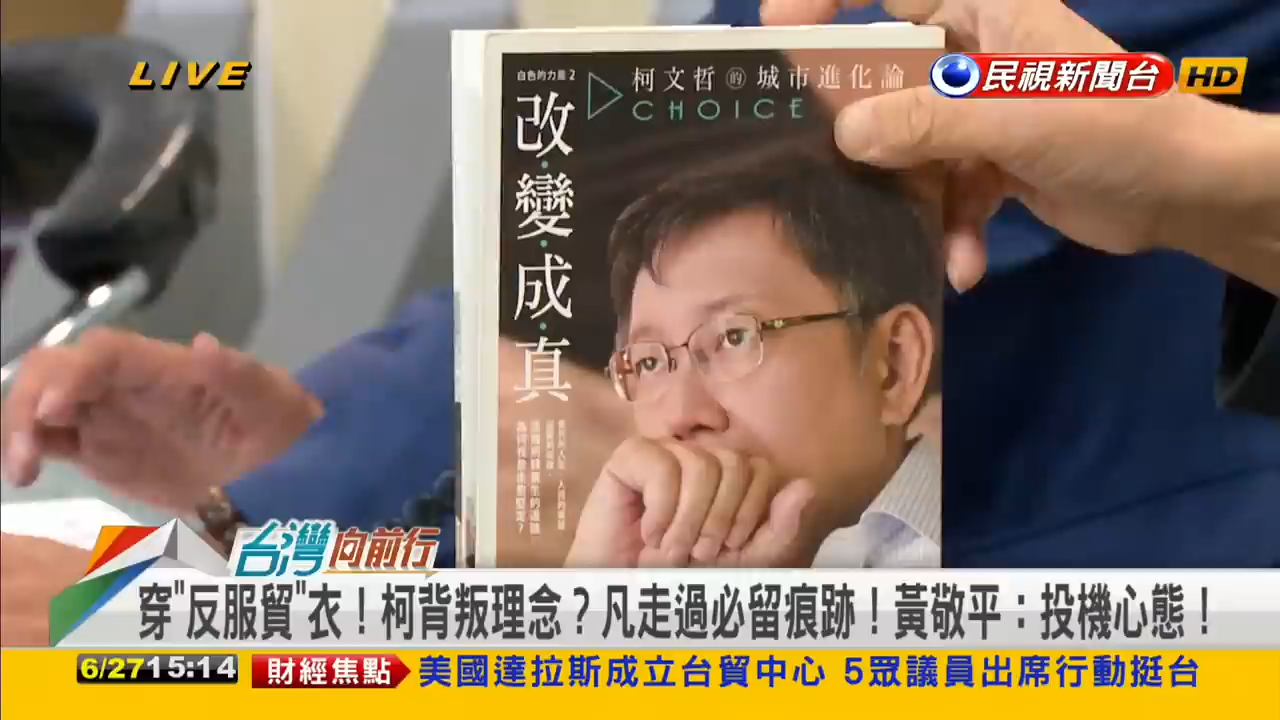 LIVE
民視新聞台
HD
白色的力量2
改·變·成·真
柯文哲的城市進化論
CHOICE
台灣向前行
穿"反服貿"衣！柯背叛理念？凡走過必留痕跡！黃敬平：投機心態！
6/27 15:14
財經焦點
美國達拉斯成立台貿中心 5眾議員出席行動挺台